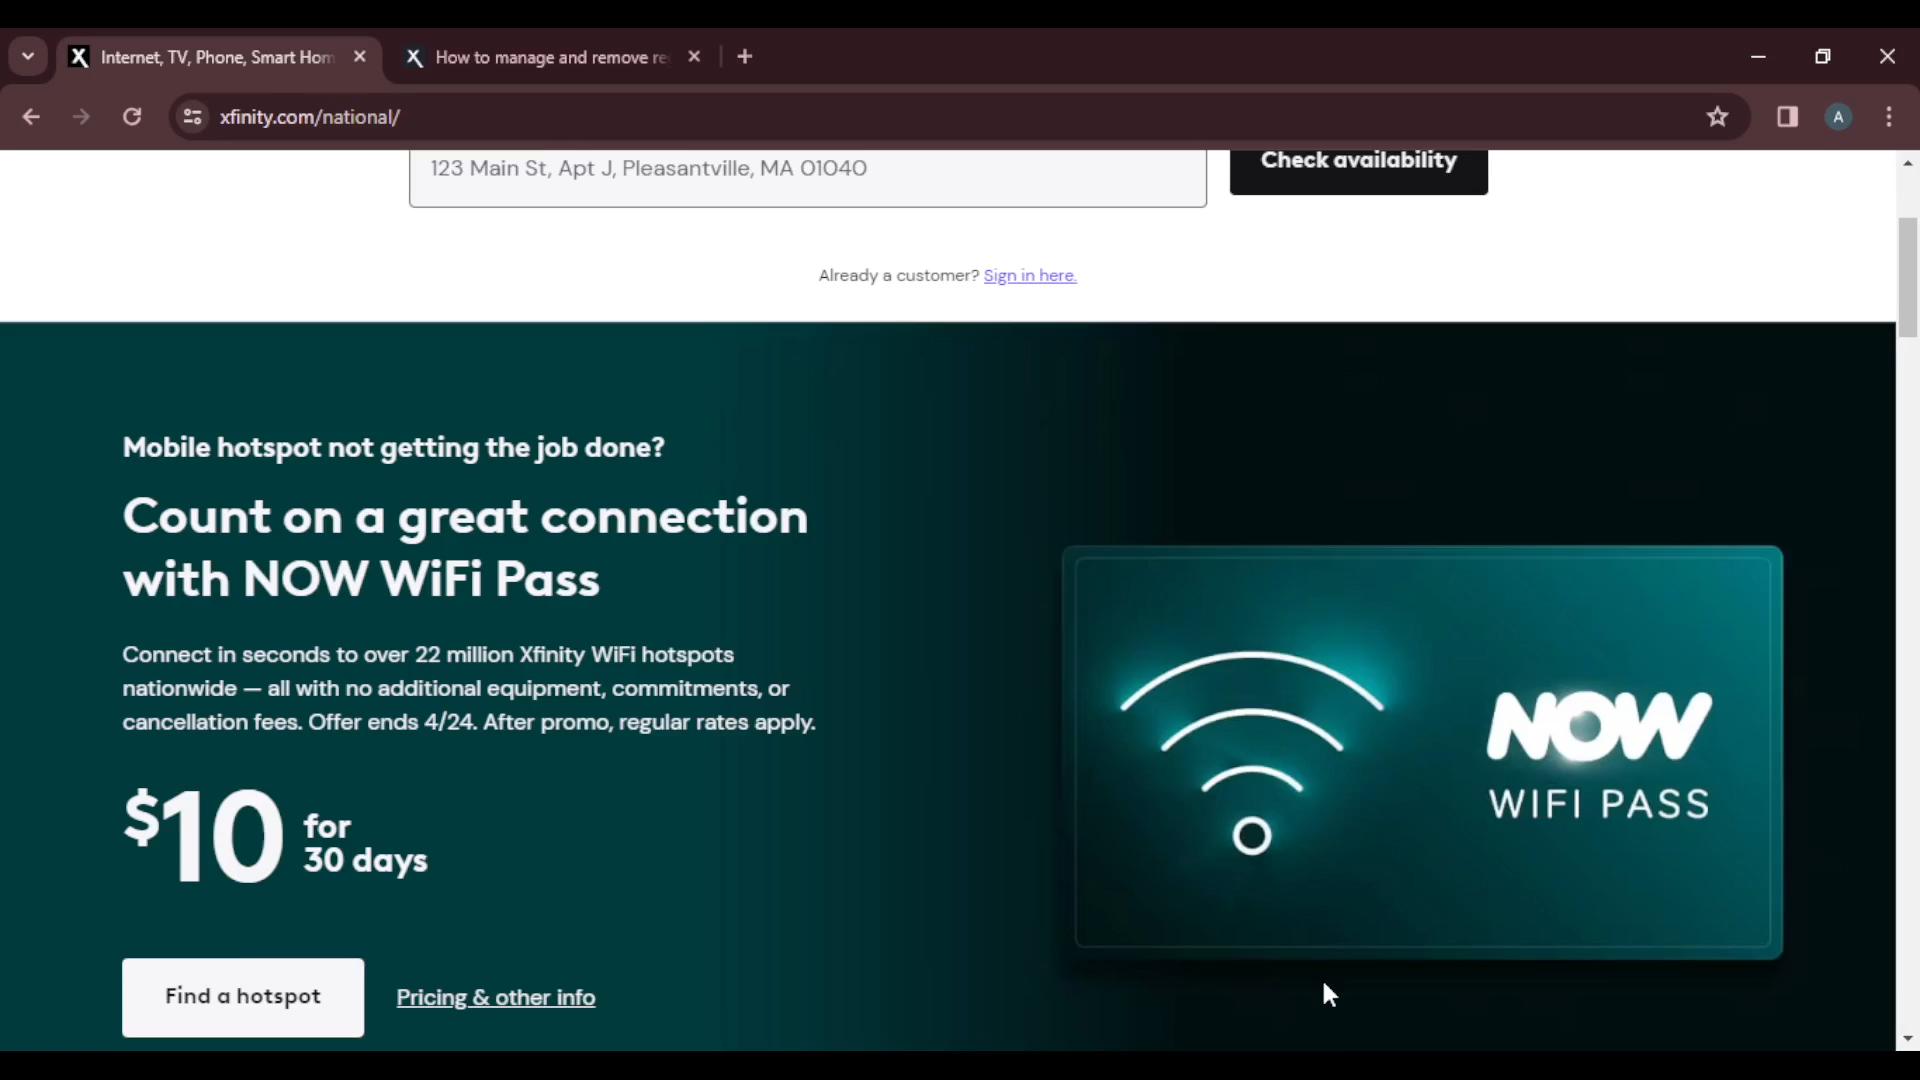 Internet, TV, Phone, Smart Hom
How to manage and remove re
xfinity.com/national/
A
123 Main St, Apt J, Pleasantville, MA 01040
Check availability
Already a customer? Sign in here.
Mobile hotspot not getting the job done?
Count on a great connection
with NOW WiFi Pass
Connect in seconds to over 22 million Xfinity WiFi hotspots
nationwide — all with no additional equipment, commitments, or
cancellation fees. Offer ends 4/24. After promo, regular rates apply.
$10 for
30 days
NOW
WIFI PASS
Find a hotspot
Pricing & other info